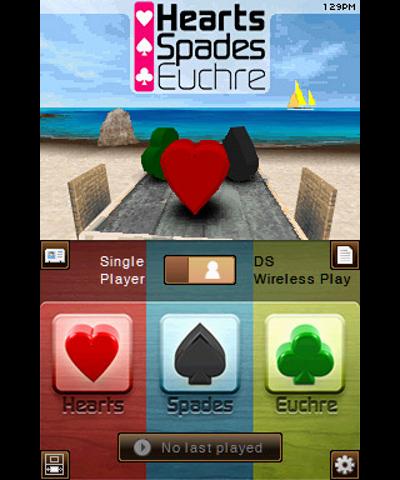 1:29PM
Hearts
Spades
Euchre
Single
Player
DS
Wireless Play
Hearts
Spades
Euchre
No last played